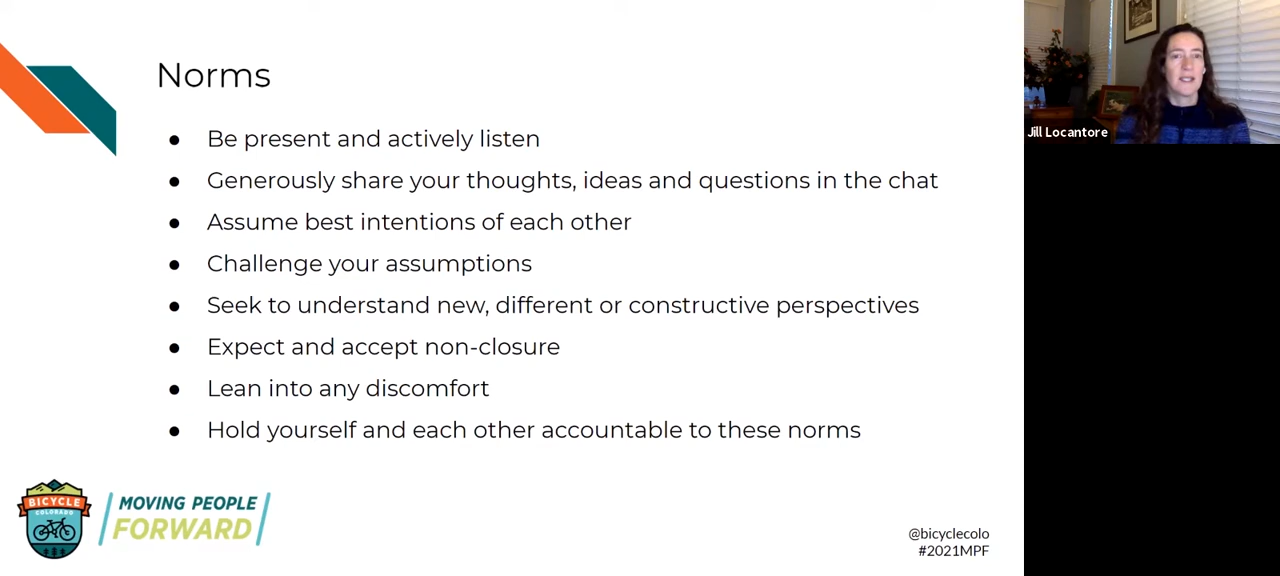 Norms
● Be present and actively listen
● Generously share your thoughts, ideas and questions in the chat
● Assume best intentions of each other
● Challenge your assumptions
● Seek to understand new, different or constructive perspectives
● Expect and accept non-closure
● Lean into any discomfort
● Hold yourself and each other accountable to these norms
BICYCLE
COLORADO
MOVING PEOPLE
FORWARD
@bicyclecolo
#2021MPF
Jill Locantore